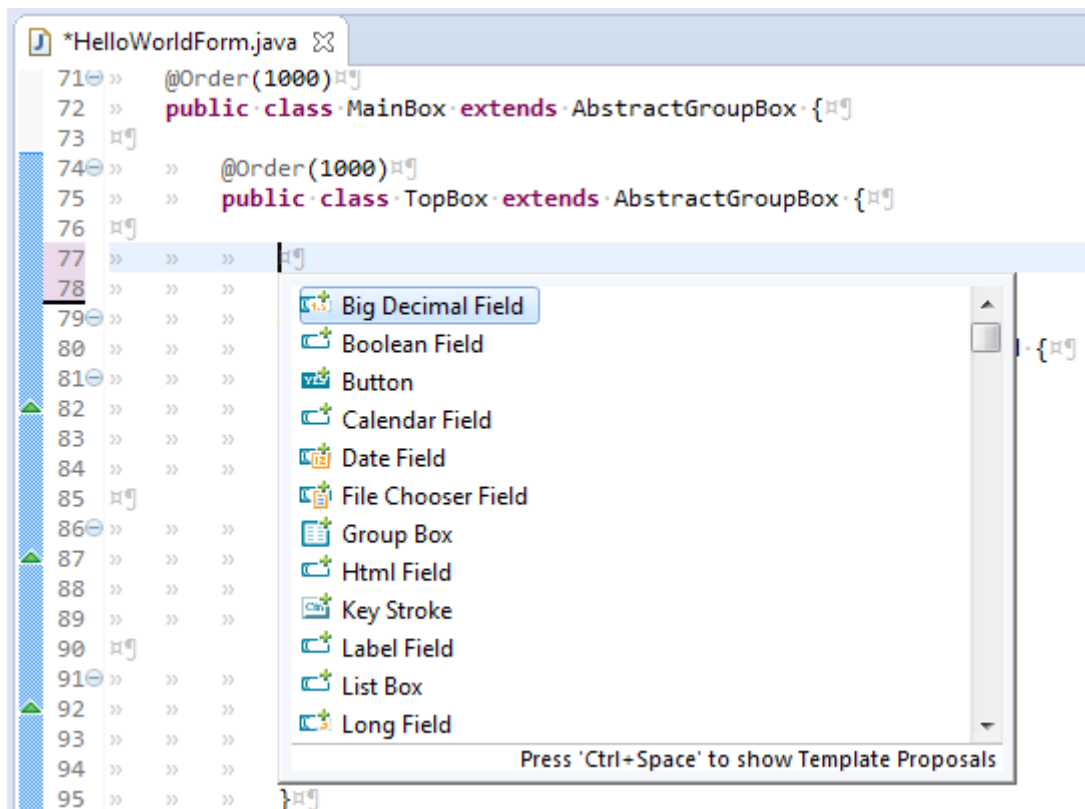 *HelloWorldForm.java
71 @Order(1000)¤¶
72 » public·class·MainBox·extends·AbstractGroupBox·{¤¶
73 ¤¶
74 » » @Order(1000)¤¶
75 » » public·class·TopBox·extends·AbstractGroupBox·{¤¶
76 ¤¶
77 » » » ¤¶
78 » » »
79 » » »
80 » » » ·{¤¶
81 » » »
82 » » »
83 » » »
84 » » »
85 ¤¶
86 » » »
87 » » »
88 » » »
89 » » »
90 ¤¶
91 » » »
92 » » »
93 » » »
94 » » »
95 » » » }¤¶
Big Decimal Field
Boolean Field
Button
Calendar Field
Date Field
File Chooser Field
Group Box
Html Field
Key Stroke
Label Field
List Box
Long Field
Press 'Ctrl+Space' to show Template Proposals